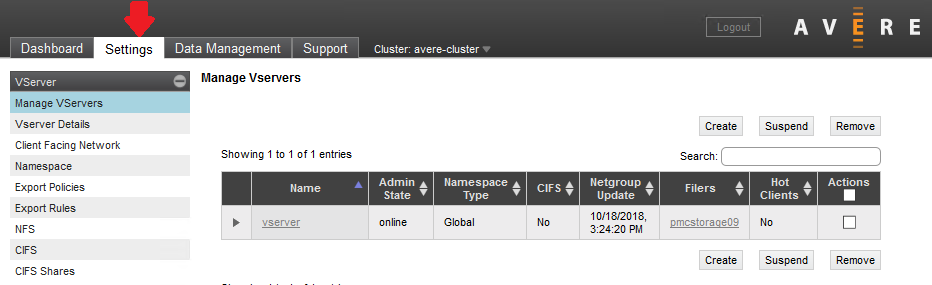 Logout
AVERE
Dashboard Settings Data Management Support Cluster: avere-cluster
VServer
Manage VServers
Vserver Details
Client Facing Network
Namespace
Export Policies
Export Rules
NFS
CIFS
CIFS Shares
Manage Vservers
Create Suspend Remove
Showing 1 to 1 of 1 entries Search:
Name Admin State Namespace Type CIFS Netgroup Update Filers Hot Clients Actions
vserver online Global No 10/18/2018, 3:24:20 PM pmcstorage09 No
Create Suspend Remove